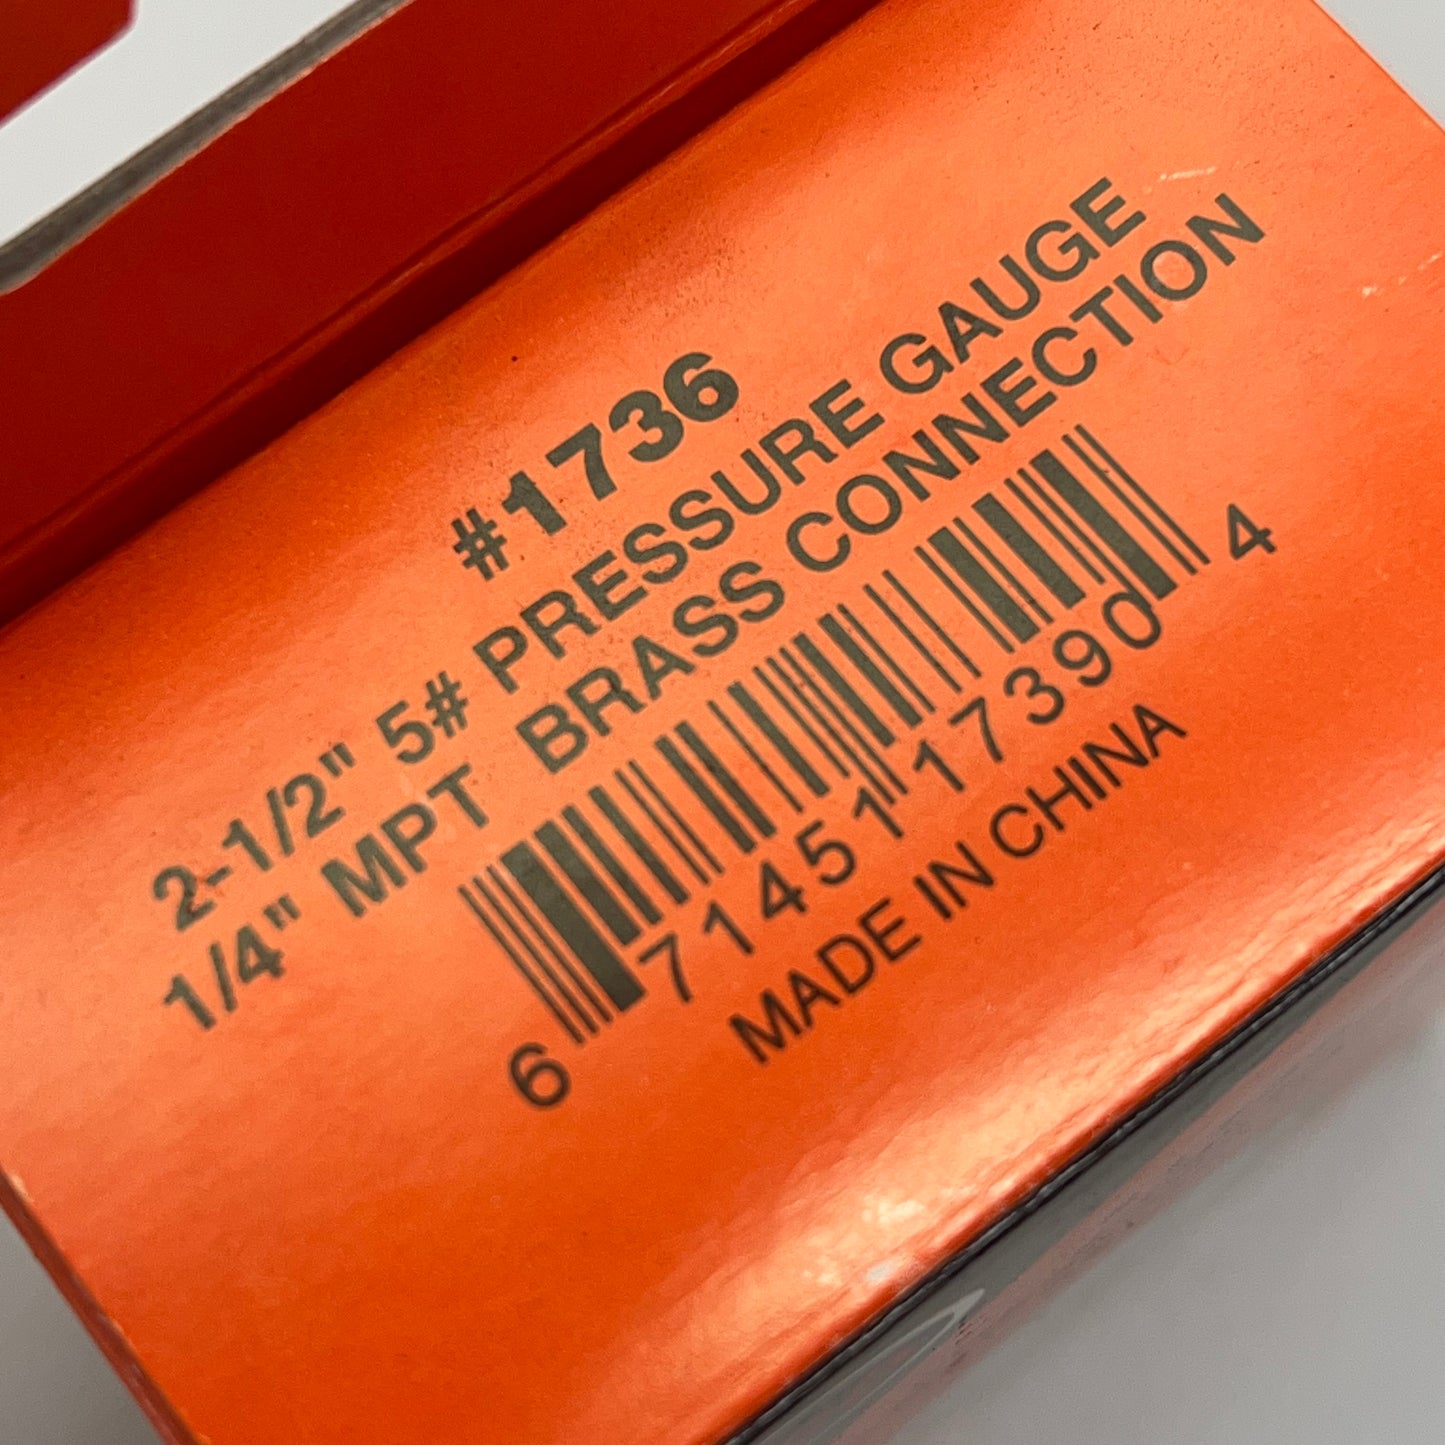 #1736
2-1/2" 5# PRESSURE GAUGE
1/4" MPT BRASS CONNECTION
6 71451 17390 4
MADE IN CHINA